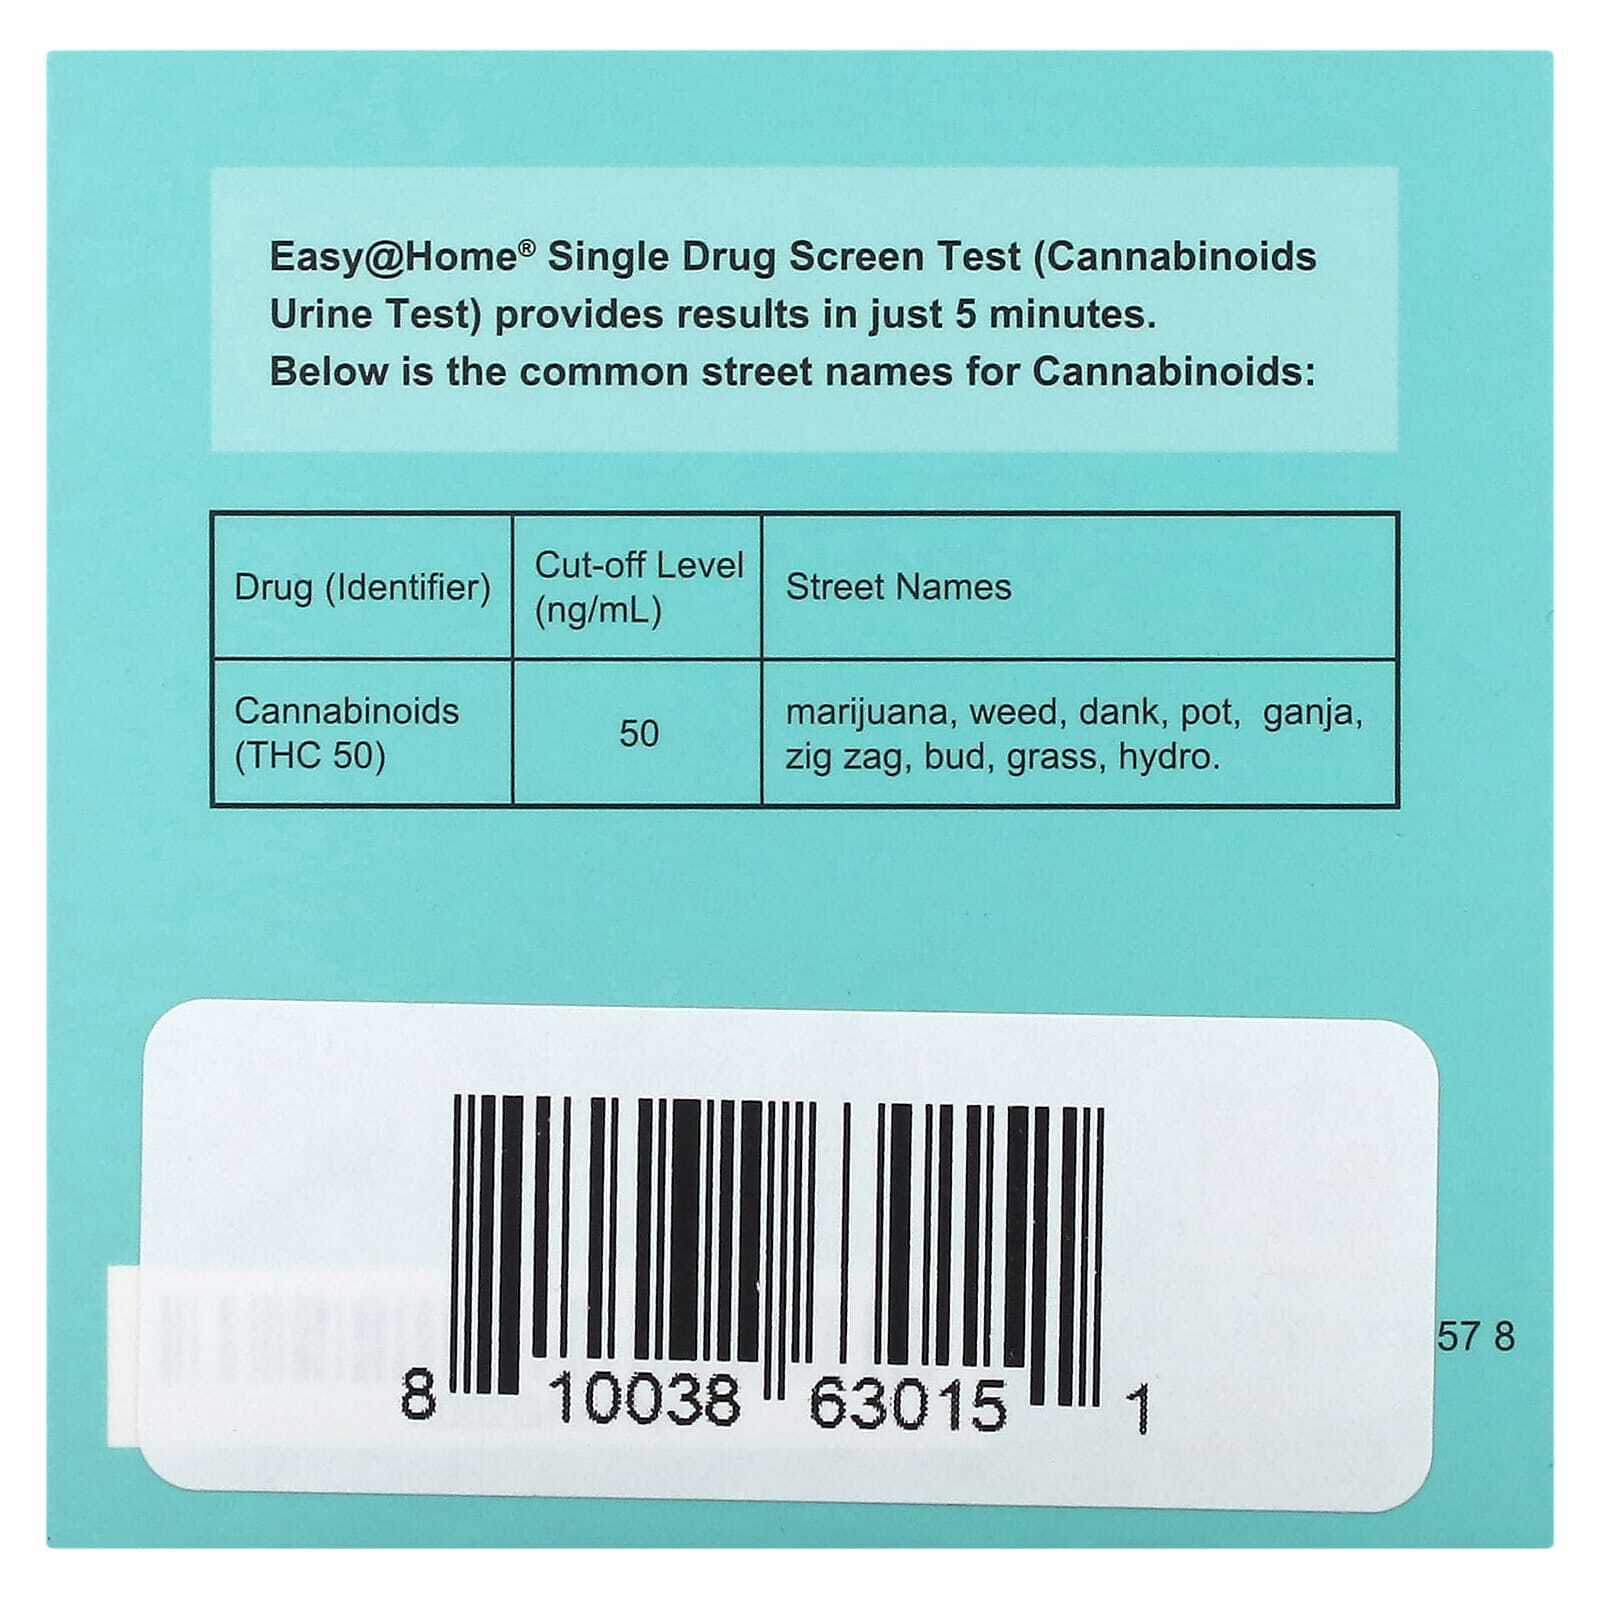 Easy@Home® Single Drug Screen Test (Cannabinoids
Urine Test) provides results in just 5 minutes.
Below is the common street names for Cannabinoids:
Drug (Identifier)
Cut-off Level
(ng/mL)
Street Names
Cannabinoids
(THC 50)
50
marijuana, weed, dank, pot,  ganja,
zig zag, bud, grass, hydro.
57 8
8 10038 63015 1